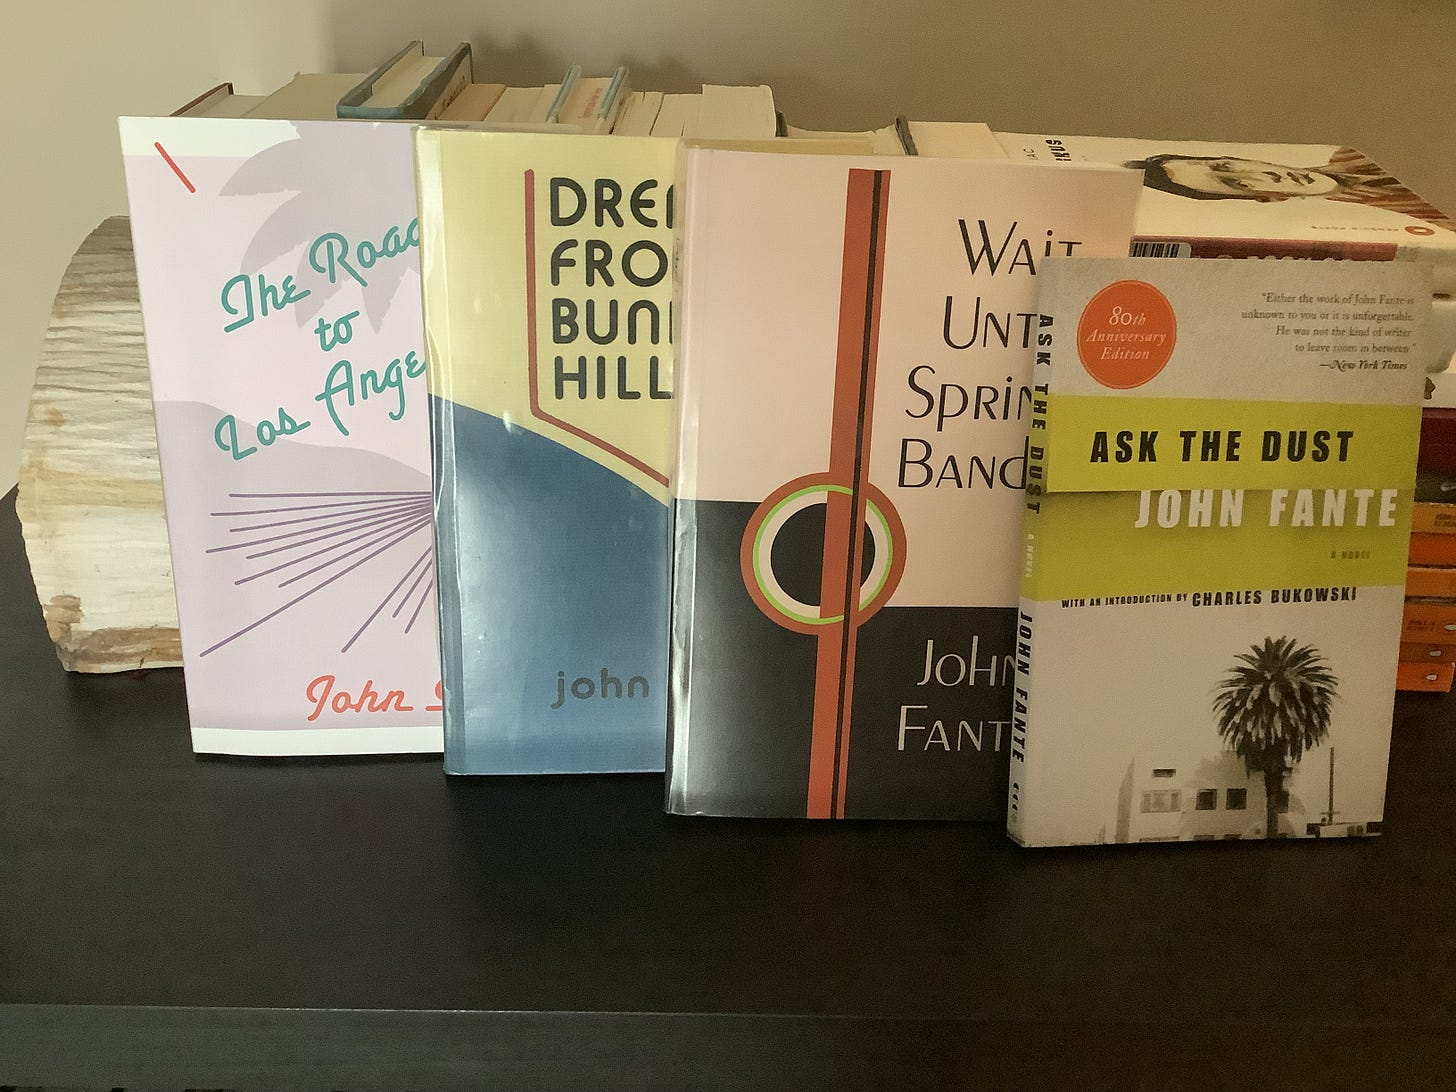 The Road
to
Los Ange
John
DREA
FRO
BUN
HILL
john
Wait
Unt
Sprin
Band
John
Fant
ASK THE DUST
A NOVEL
JOHN FANTE
ccc
80th
Anniversary
Edition
"Either the work of John Fante is
unknown to you or it is unforgettable.
He was not the kind of writer
to leave room in between."
—New York Times
ASK THE DUST
JOHN FANTE
A NOVEL
WITH AN INTRODUCTION BY CHARLES BUKOWSKI